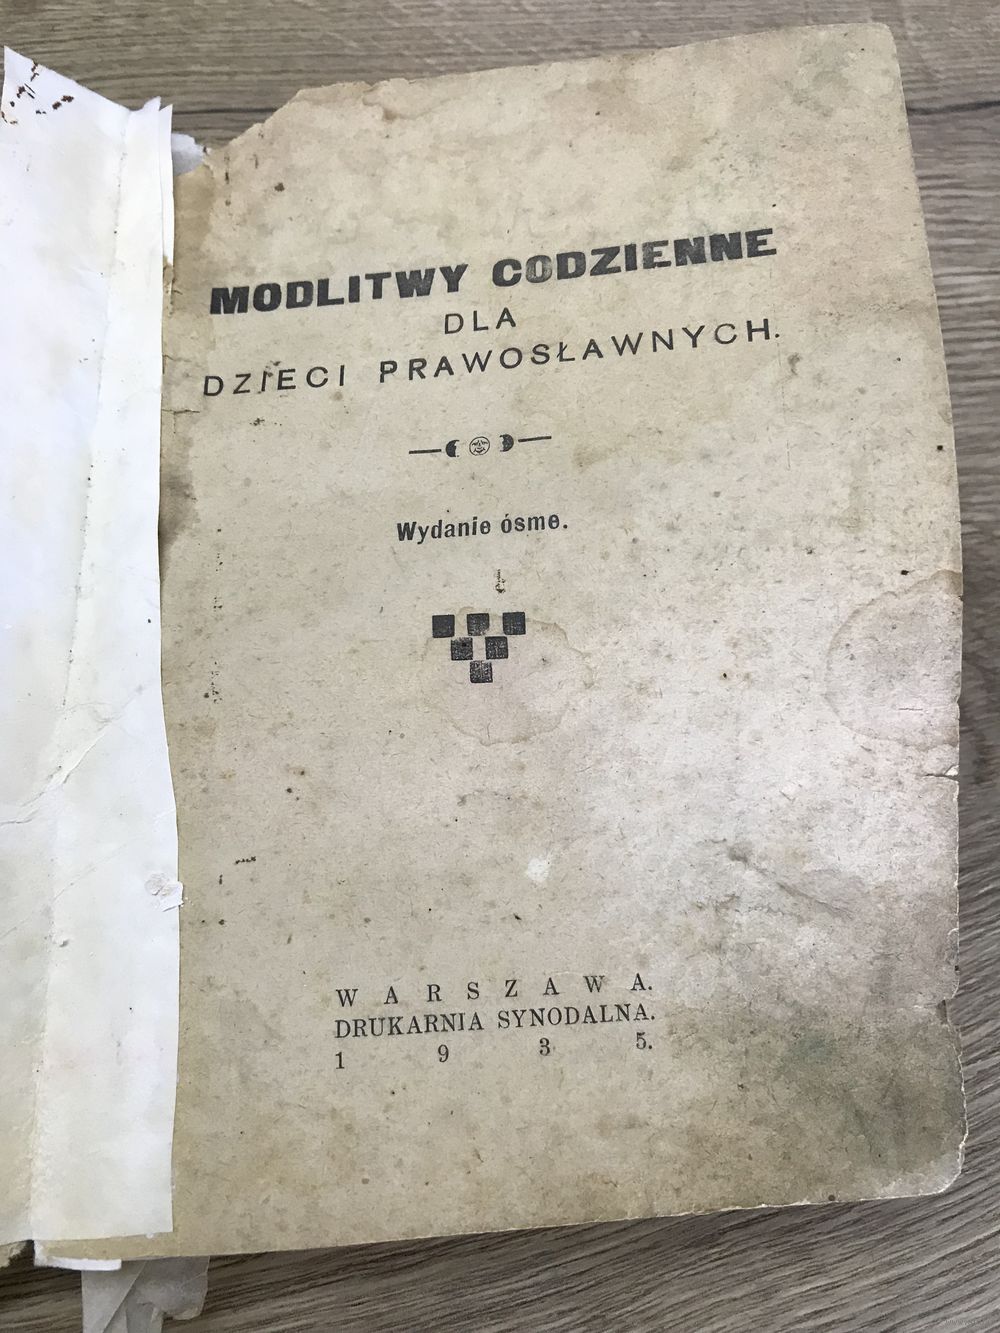 MODLITWY CODZIENNE
DLA
DZIECI PRAWOSŁAWNYCH.
Wydanie ósme.
WARSZAWA.
DRUKARNIA SYNODALNA.
1935.